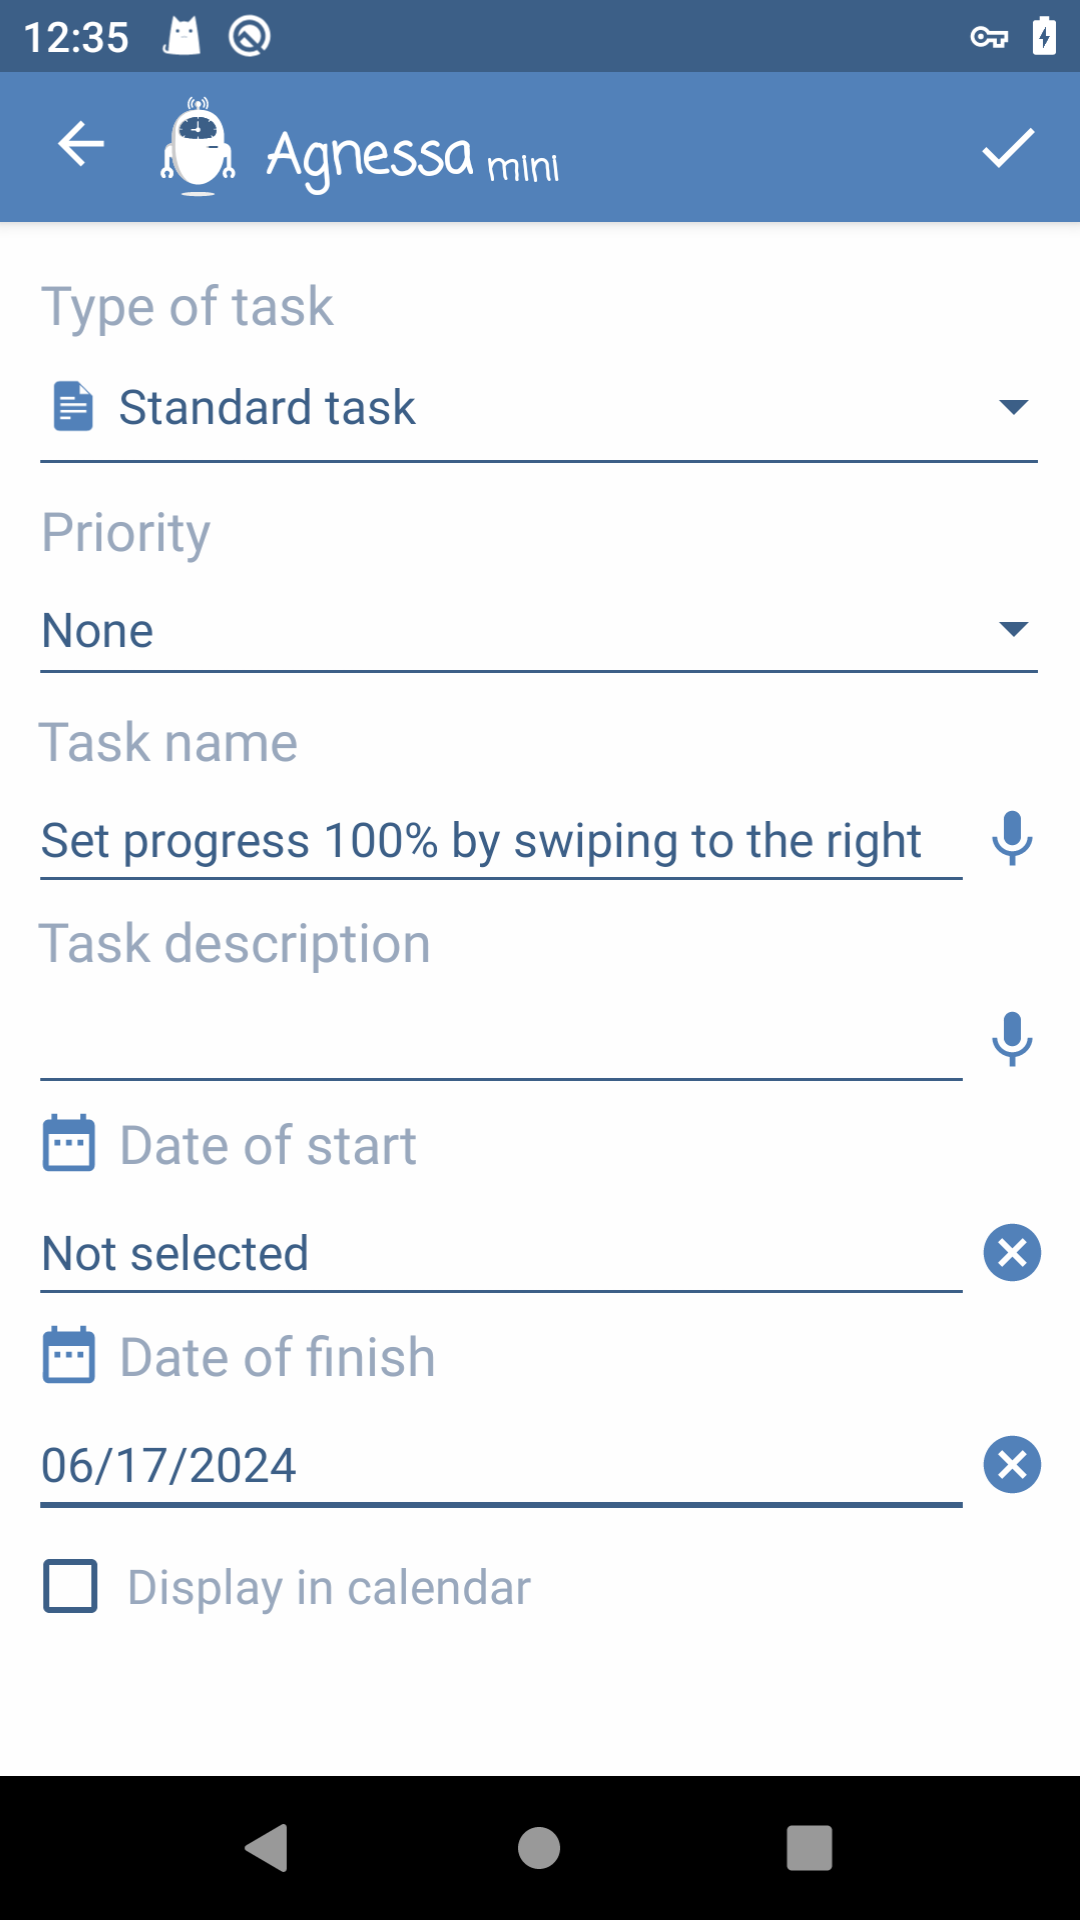 12:35
Agnessa mini
Type of task
Standard task
Priority
None
Task name
Set progress 100% by swiping to the right
Task description
Date of start
Not selected
Date of finish
06/17/2024
Display in calendar